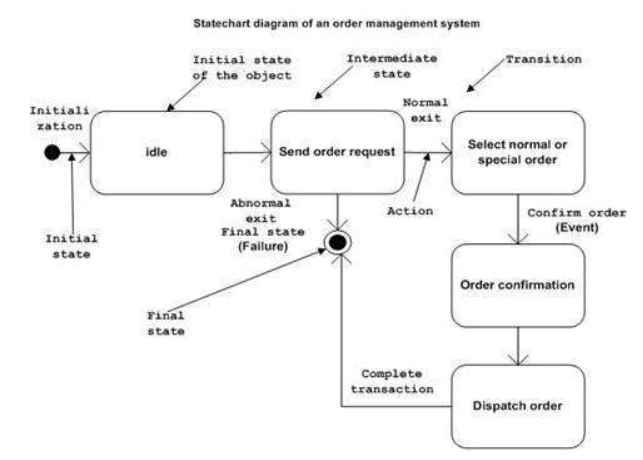 Statechart diagram of an order management system
Initial state
of the object
Intermediate
state
Transition
Initiali
zation
Normal
exit
idle
Send order request
Select normal or
special order
Initial
state
Abnormal
exit
Final state
(Failure)
Action
Confirm order
(Event)
Order confirmation
Final
state
Complete
transaction
Dispatch order